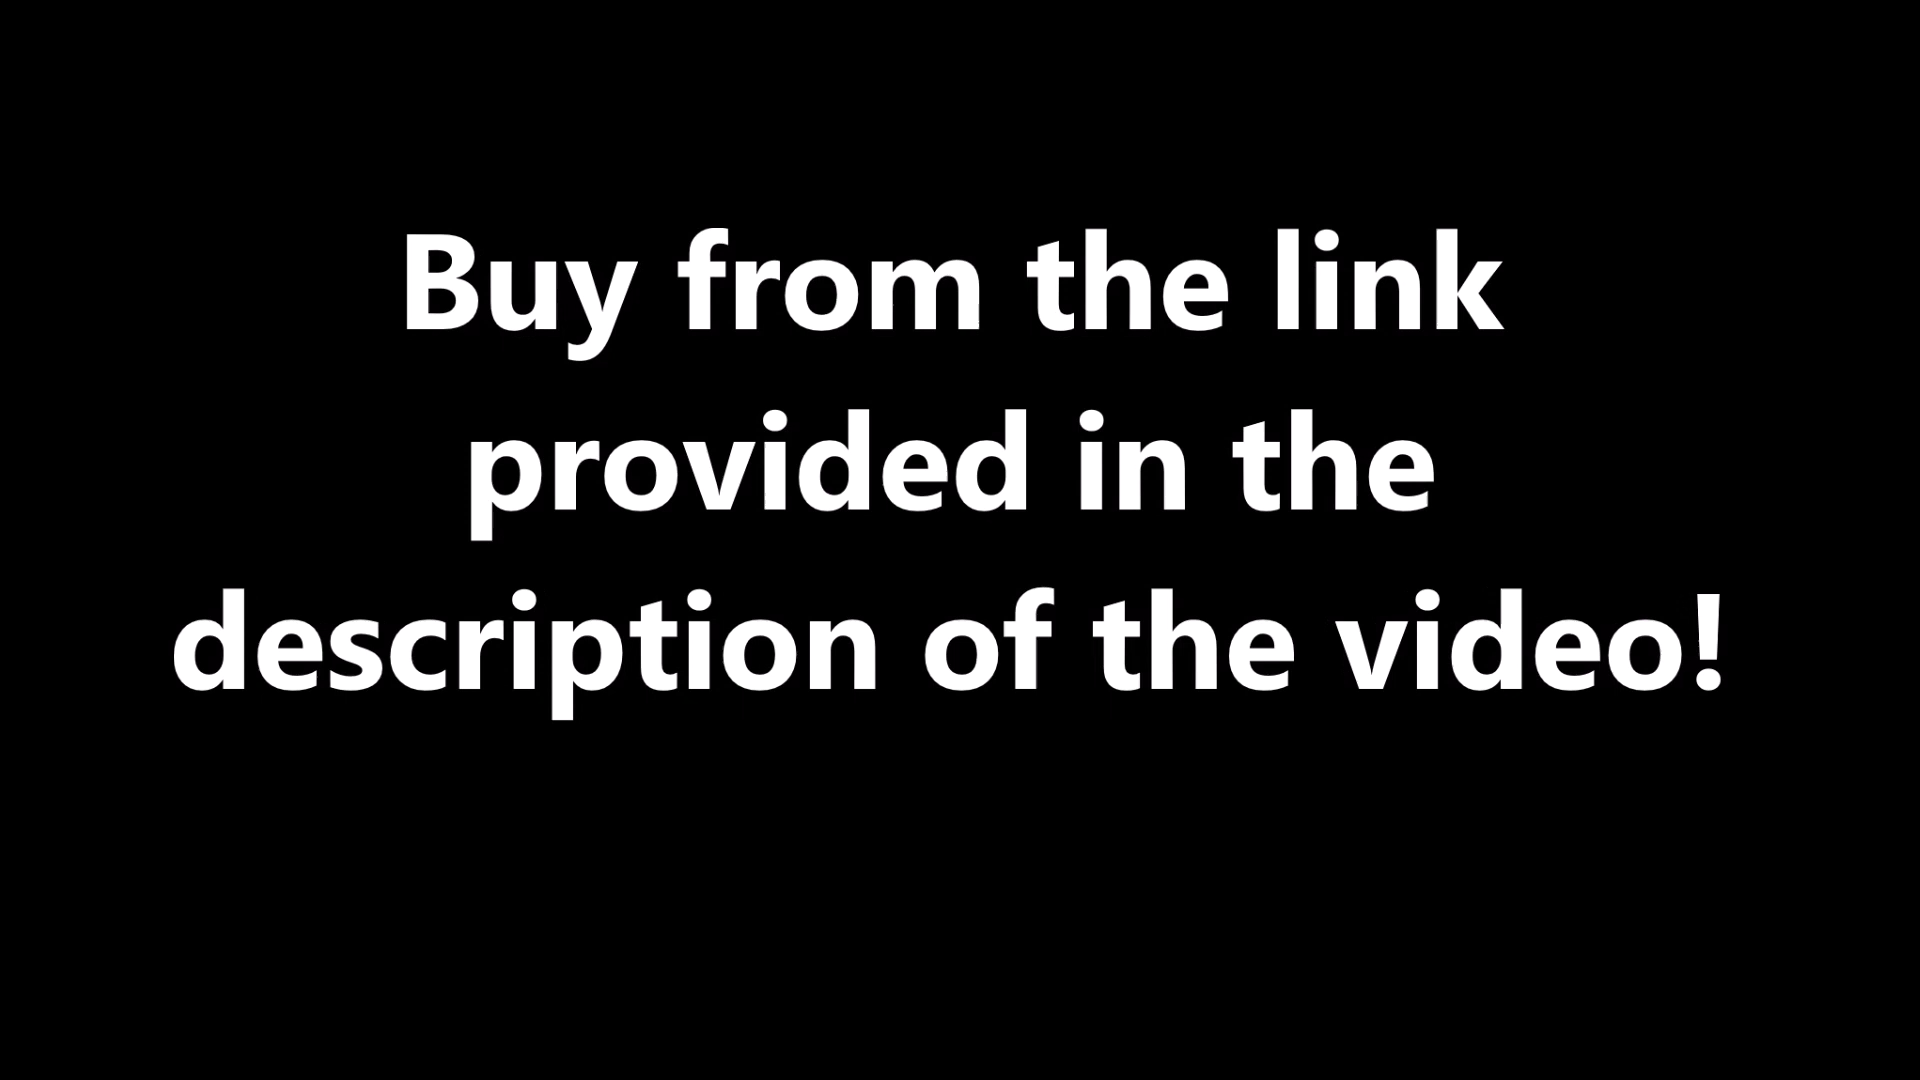 Buy from the link
provided in the
description of the video!